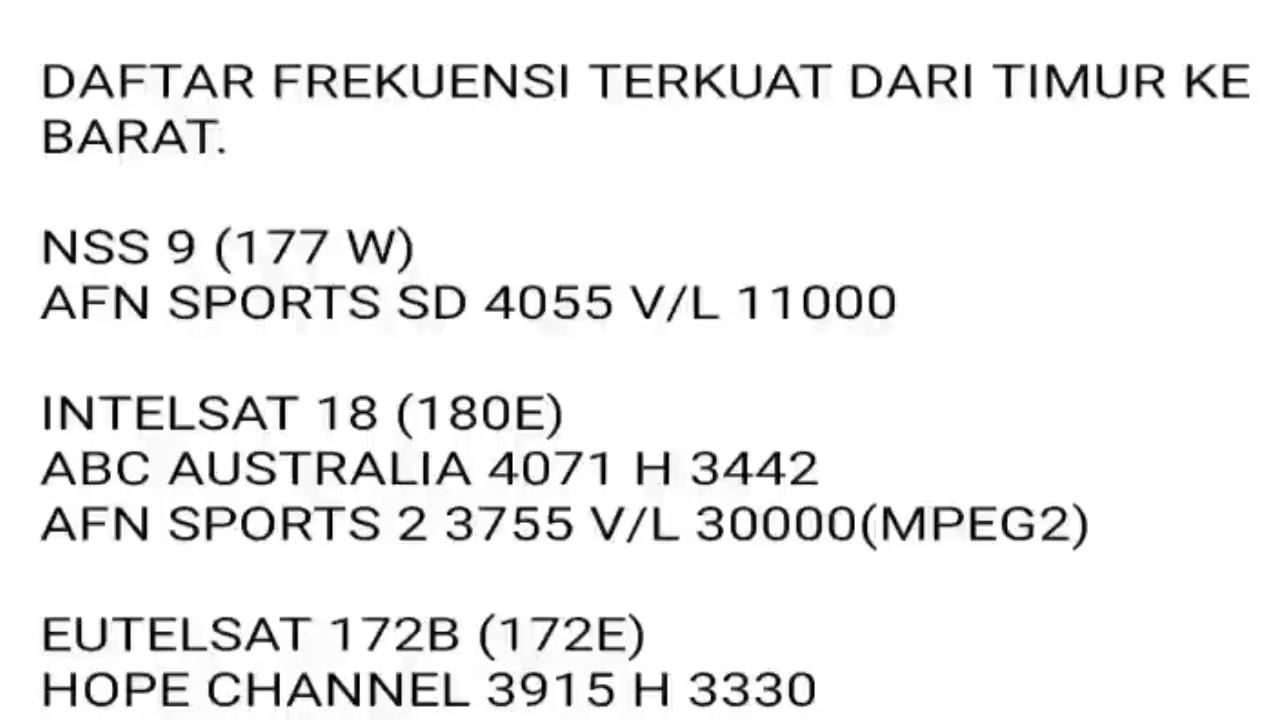 DAFTAR FREKUENSI TERKUAT DARI TIMUR KE
BARAT.
NSS 9 (177 W)
AFN SPORTS SD 4055 V/L 11000
INTELSAT 18 (180E)
ABC AUSTRALIA 4071 H 3442
AFN SPORTS 2 3755 V/L 30000(MPEG2)
EUTELSAT 172B (172E)
HOPE CHANNEL 3915 H 3330